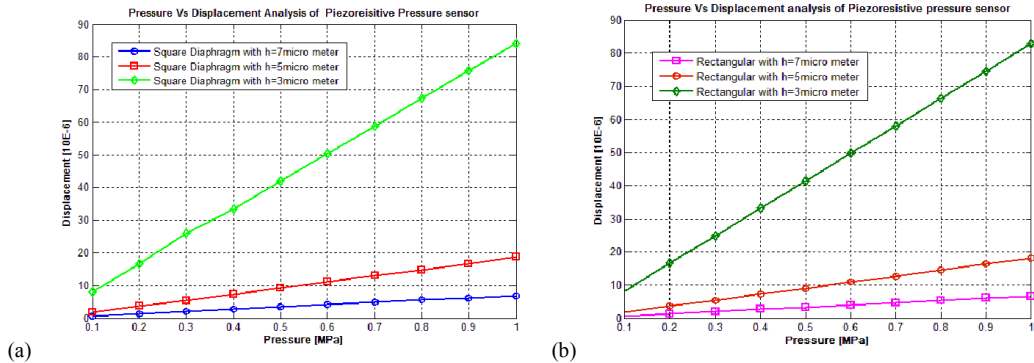 Pressure Vs Displacement Analysis of Piezoreisitive Pressure sensor
Displacement [10E-6]
90
80
70
60
50
40
30
20
10
0
Square Diaphragm with h=7micro meter
Square Diaphragm with h=5micro meter
Square Diaphragm with h=3micro meter
0.1 0.2 0.3 0.4 0.5 0.6 0.7 0.8 0.9 1
Pressure [MPa]
(a)
Pressure Vs Displacement analysis of Piezoresistive pressure sensor
Displacement [10E-6]
90
80
70
60
50
40
30
20
10
0
Rectangular with h=7micro meter
Rectangular with h=5micro meter
Rectangular with h=3micro meter
0.1 0.2 0.3 0.4 0.5 0.6 0.7 0.8 0.9 1
Pressure [MPa]
(b)